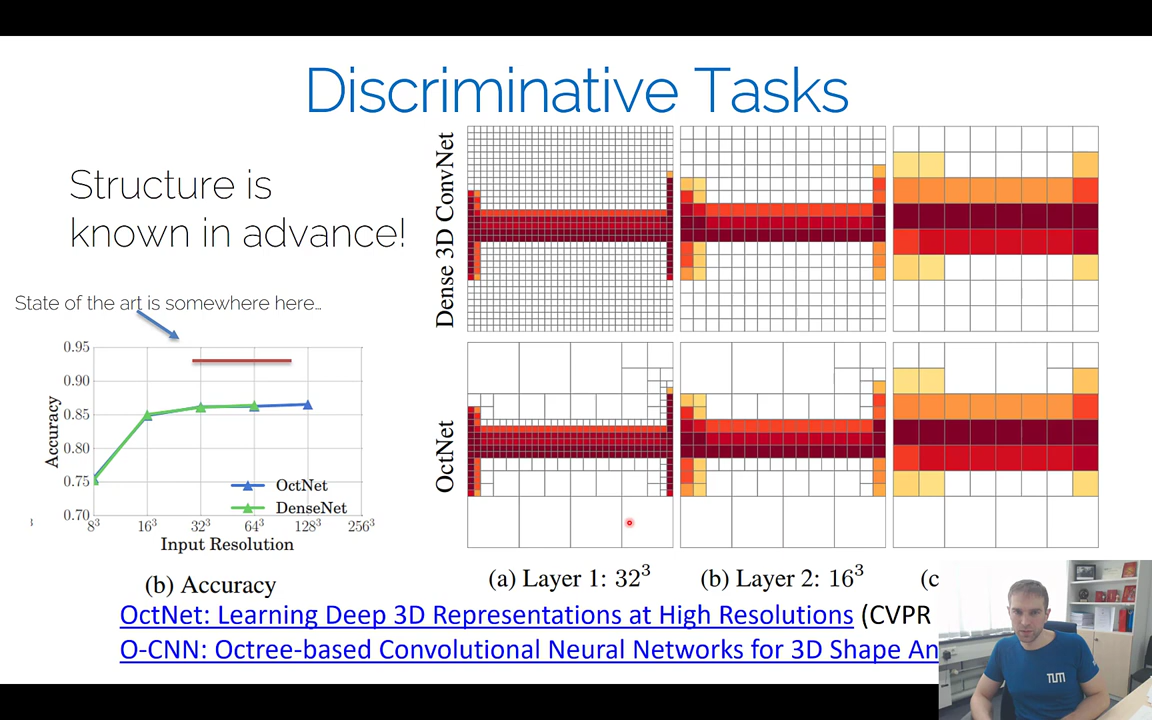 Discriminative Tasks
Structure is
known in advance!
State of the art is somewhere here…
0.95
0.90
0.85
0.80
0.75
0.70
Accuracy
OctNet
DenseNet
8³ 16³ 32³ 64³ 128³ 256³
3
Input Resolution
(b) Accuracy
Dense 3D ConvNet
OctNet
(a) Layer 1: 32³
(b) Layer 2: 16³
(c
OctNet: Learning Deep 3D Representations at High Resolutions (CVPR
O-CNN: Octree-based Convolutional Neural Networks for 3D Shape An
TUM